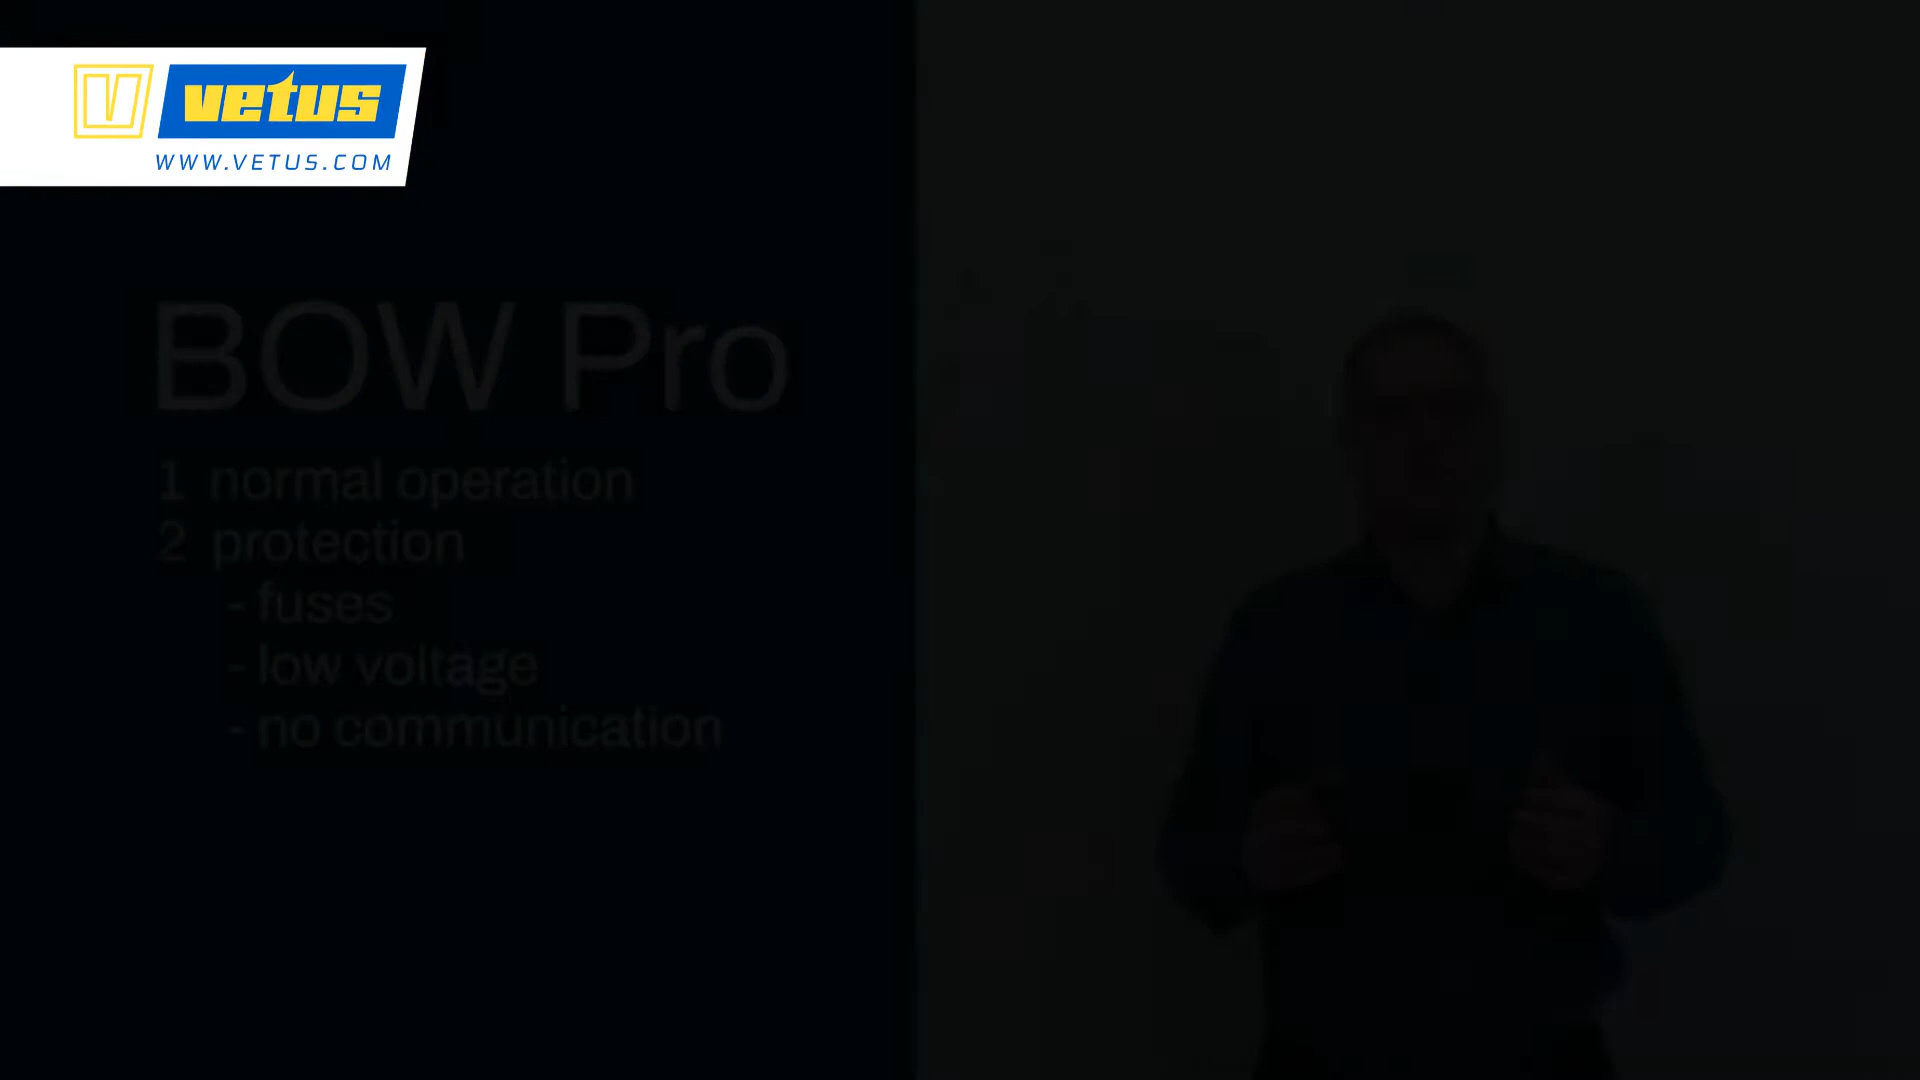 vetus
WWW.VETUS.COM
BOW Pro
1 normal operation
2 protection
- fuses
- low voltage
- no communication